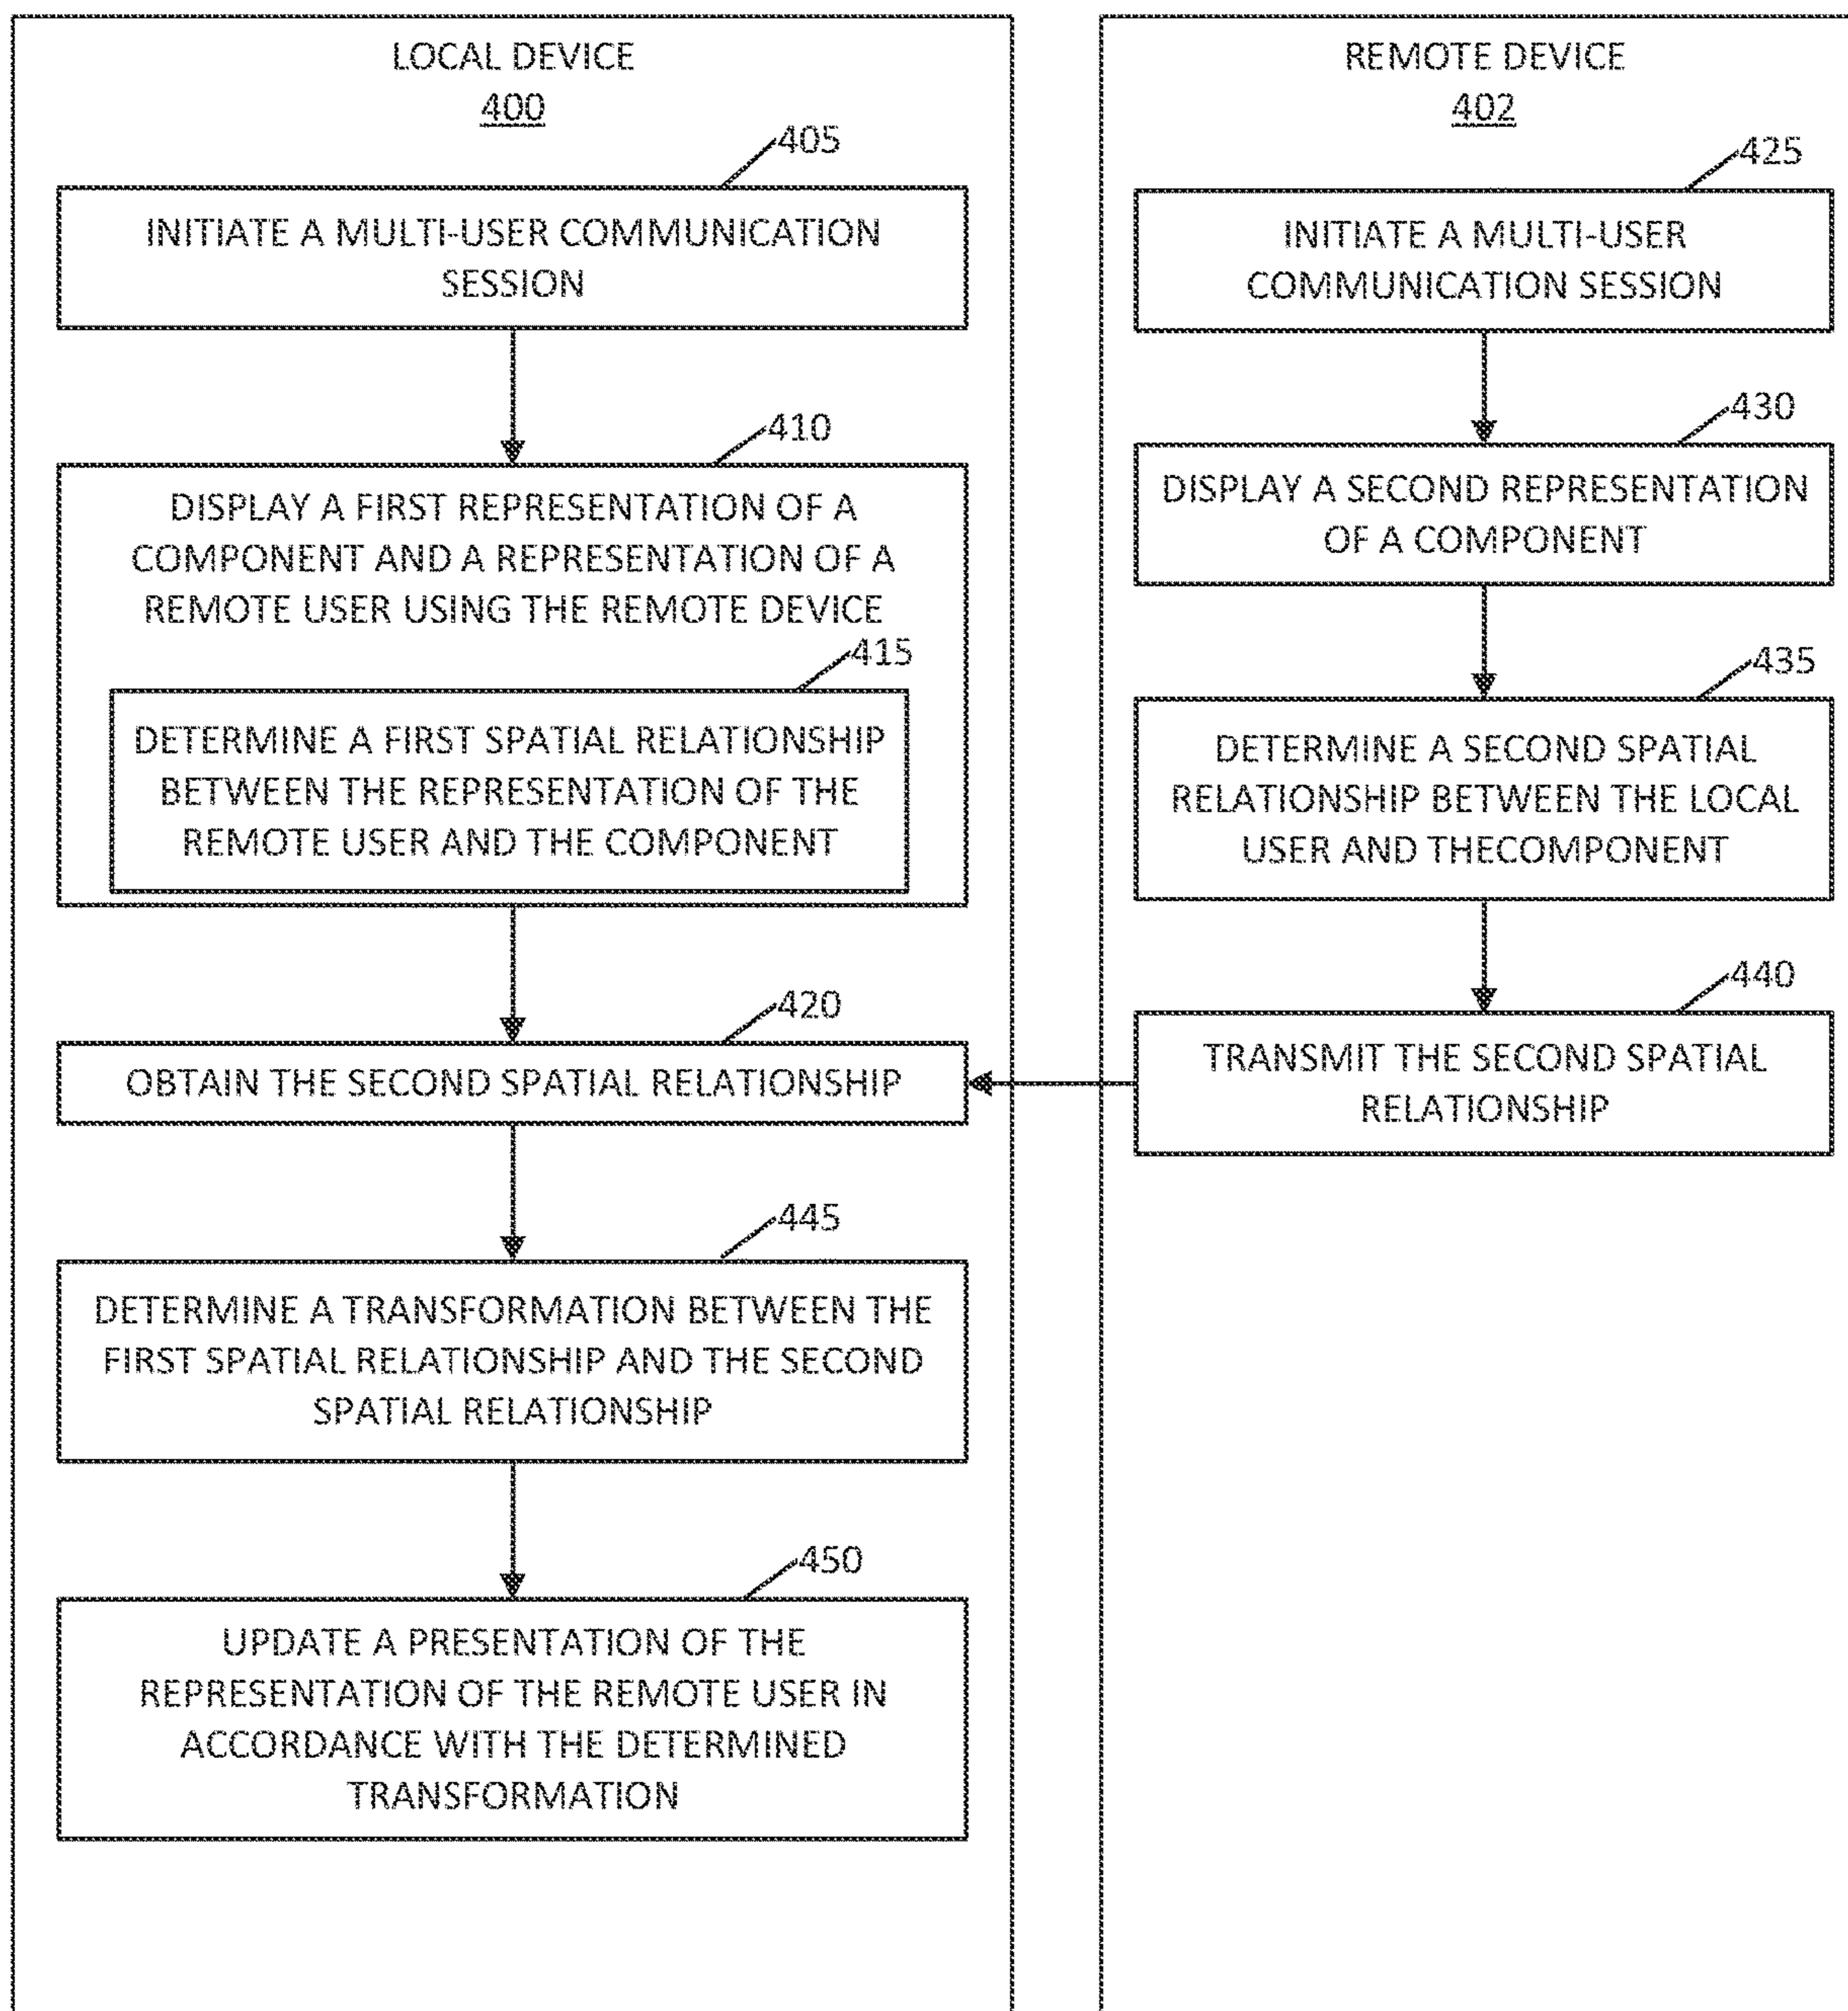 LOCAL DEVICE
400
405
INITIATE A MULTI-USER COMMUNICATION
SESSION
410
DISPLAY A FIRST REPRESENTATION OF A
COMPONENT AND A REPRESENTATION OF A
REMOTE USER USING THE REMOTE DEVICE
415
DETERMINE A FIRST SPATIAL RELATIONSHIP
BETWEEN THE REPRESENTATION OF THE
REMOTE USER AND THE COMPONENT
420
OBTAIN THE SECOND SPATIAL RELATIONSHIP
445
DETERMINE A TRANSFORMATION BETWEEN THE
FIRST SPATIAL RELATIONSHIP AND THE SECOND
SPATIAL RELATIONSHIP
450
UPDATE A PRESENTATION OF THE
REPRESENTATION OF THE REMOTE USER IN
ACCORDANCE WITH THE DETERMINED
TRANSFORMATION
REMOTE DEVICE
402
425
INITIATE A MULTI-USER
COMMUNICATION SESSION
430
DISPLAY A SECOND REPRESENTATION
OF A COMPONENT
435
DETERMINE A SECOND SPATIAL
RELATIONSHIP BETWEEN THE LOCAL
USER AND THECOMPONENT
440
TRANSMIT THE SECOND SPATIAL
RELATIONSHIP